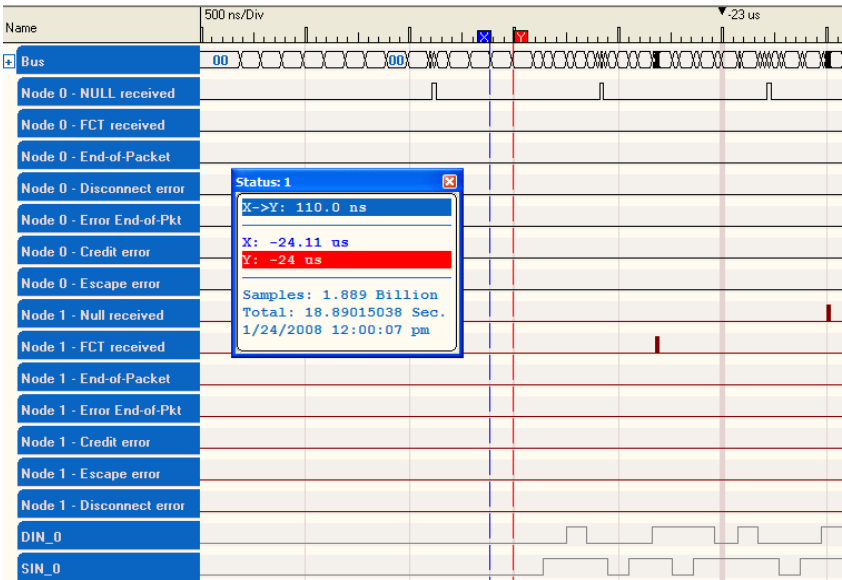 500 ns/Div
-23 us
Name
X
Y
Bus
00
00
Node 0 - NULL received
Node 0 - FCT received
Node 0 - End-of-Packet
Node 0 - Disconnect error
Node 0 - Error End-of-Pkt
Node 0 - Credit error
Node 0 - Escape error
Node 1 - Null received
Node 1 - FCT received
Node 1 - End-of-Packet
Node 1 - Error End-of-Pkt
Node 1 - Credit error
Node 1 - Escape error
Node 1 - Disconnect error
DIN_0
SIN_0
Status: 1
X->Y: 110.0 ns
X: -24.11 us
Y: -24 us
Samples: 1.889 Billion
Total: 18.89015038 Sec.
1/24/2008 12:00:07 pm